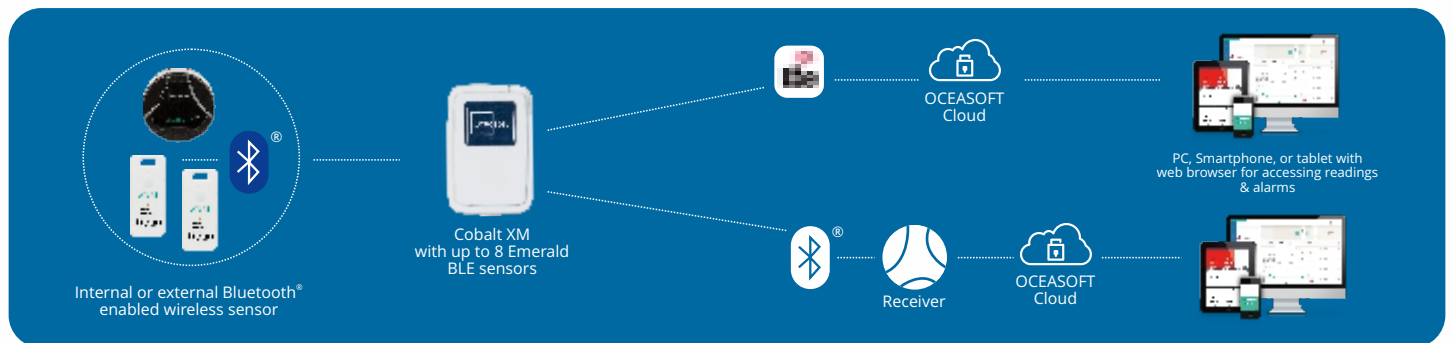 Internal or external Bluetooth®
enabled wireless sensor
®
Cobalt XM
with up to 8 Emerald
BLE sensors
OCEASOFT
Cloud
PC, Smartphone, or tablet with
web browser for accessing readings
& alarms
®
Receiver
OCEASOFT
Cloud